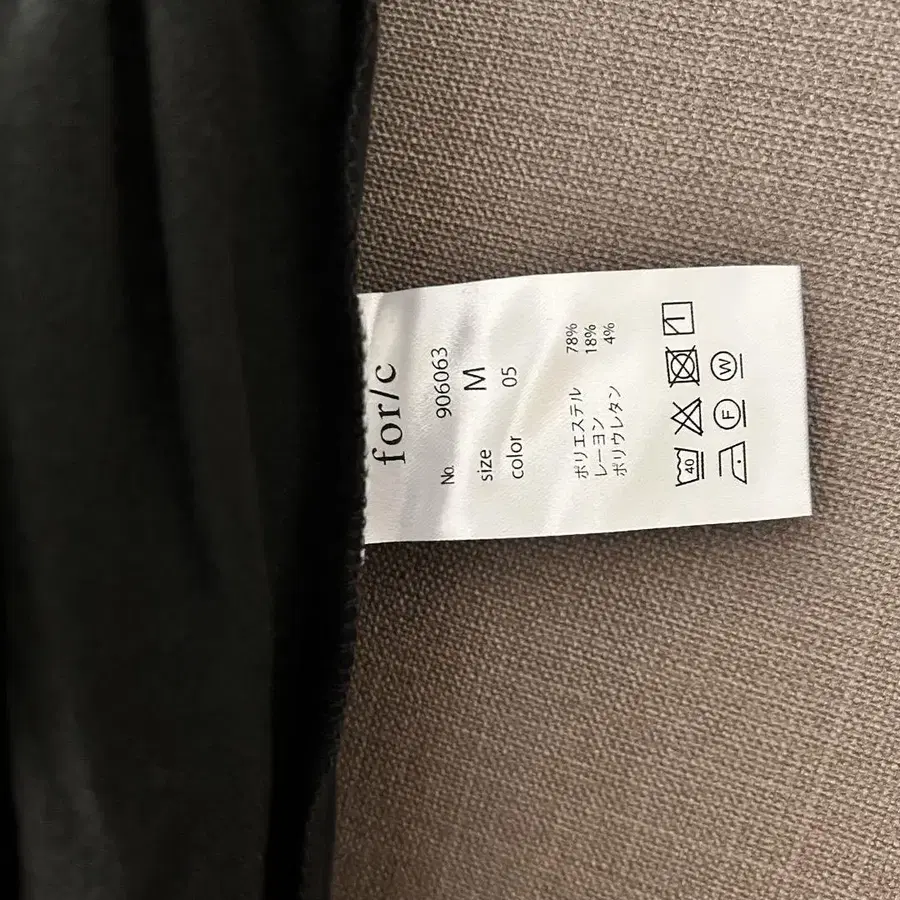 for/c
No. 906063
size M
color 05
ポリエステル 78%
レーヨン 18%
ポリウレタン 4%
40
F W